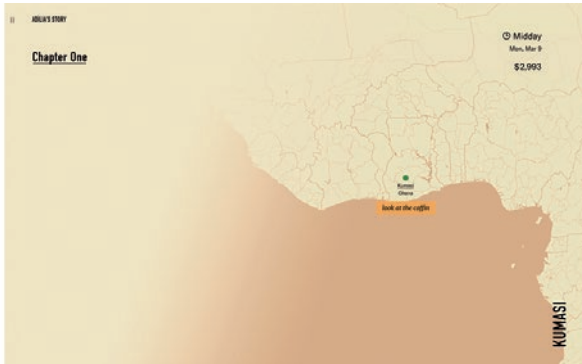 ADILIA'S STORY
Chapter One
Midday
Mon, Mar 9
$2,993
Kumasi
Ghana
look at the coffin
KUMASI